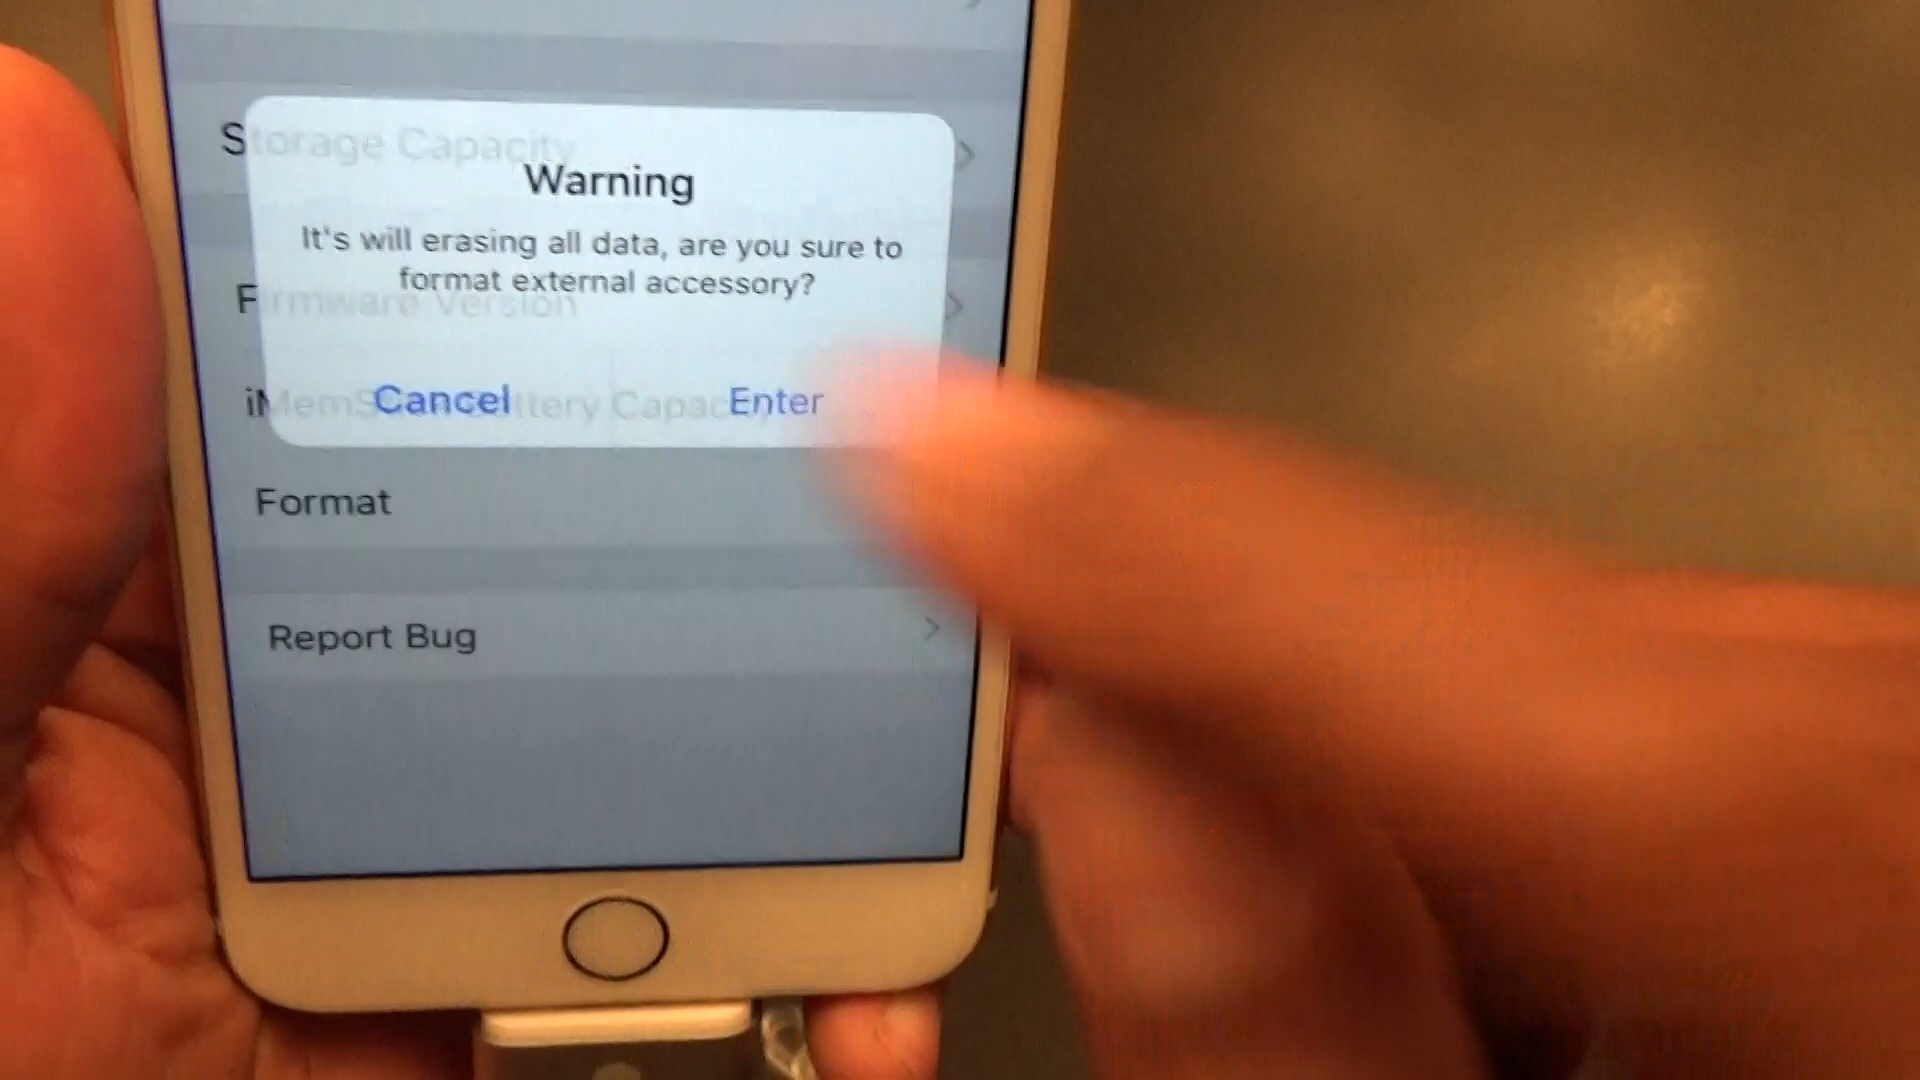 Storage Capacity
Warning
It's will erasing all data, are you sure to
format external accessory?
Firmware Version
Cancel
Enter
Format
Report Bug